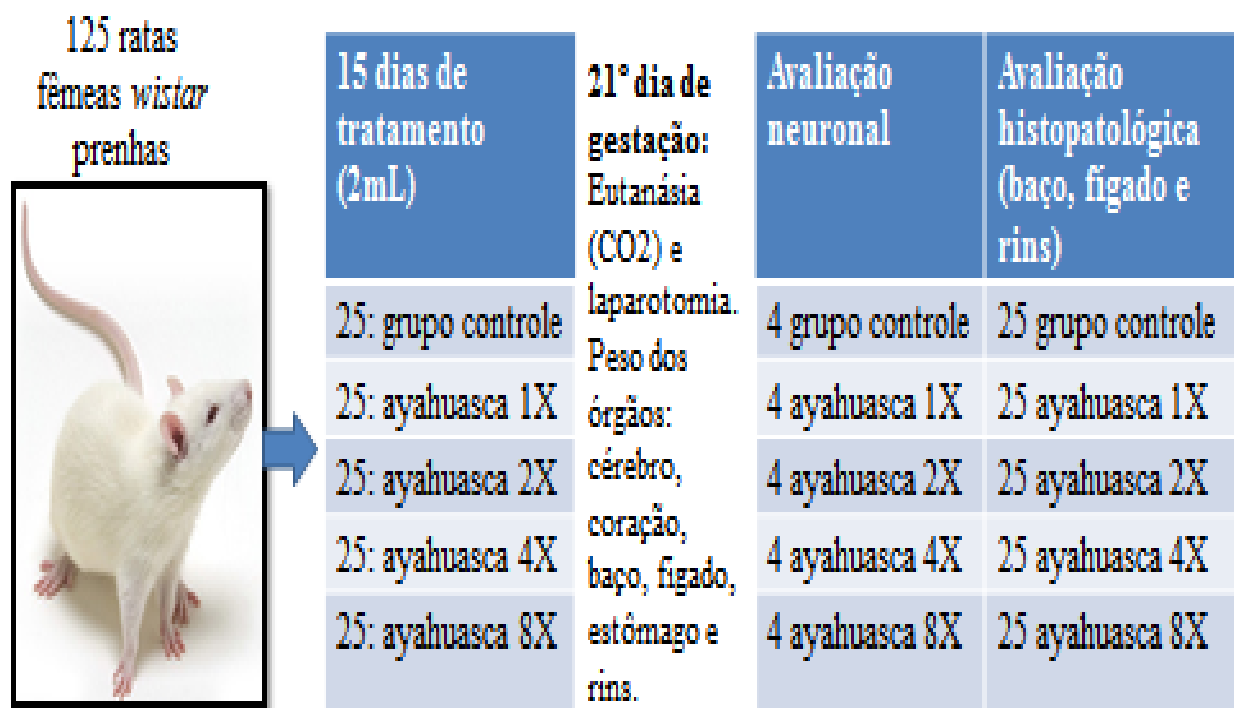 125 ratas
fêmeas wistar
prenhas
15 dias de
tratamento
(2mL)
25: grupo controle
25: ayahuasca 1X
25: ayahuasca 2X
25: ayahuasca 4X
25: ayahuasca 8X
21º dia de
gestação:
Eutanásia
(CO2) e
laparotomia.
Peso dos
órgãos:
cérebro,
coração,
baço, fígado,
estômago e
rins.
Avaliação
neuronal
4 grupo controle
4 ayahuasca 1X
4 ayahuasca 2X
4 ayahuasca 4X
4 ayahuasca 8X
Avaliação
histopatológica
(baço, fígado e
rins)
25 grupo controle
25 ayahuasca 1X
25 ayahuasca 2X
25 ayahuasca 4X
25 ayahuasca 8X